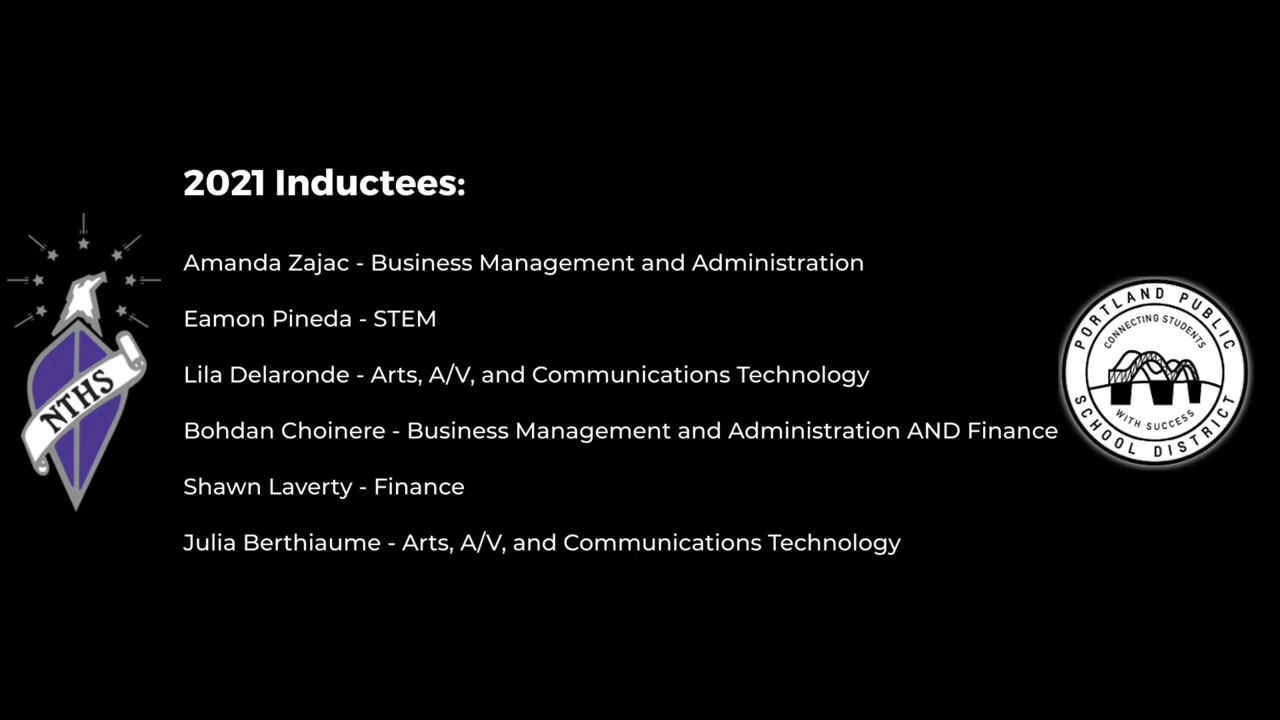 2021 Inductees:
Amanda Zajac - Business Management and Administration
Eamon Pineda - STEM
Lila Delaronde - Arts, A/V, and Communications Technology
Bohdan Choinere - Business Management and Administration AND Finance
Shawn Laverty - Finance
Julia Berthiaume - Arts, A/V, and Communications Technology
NTHS
PORTLAND PUBLIC
CONNECTING STUDENTS
WITH SUCCESS
SCHOOL DISTRICT